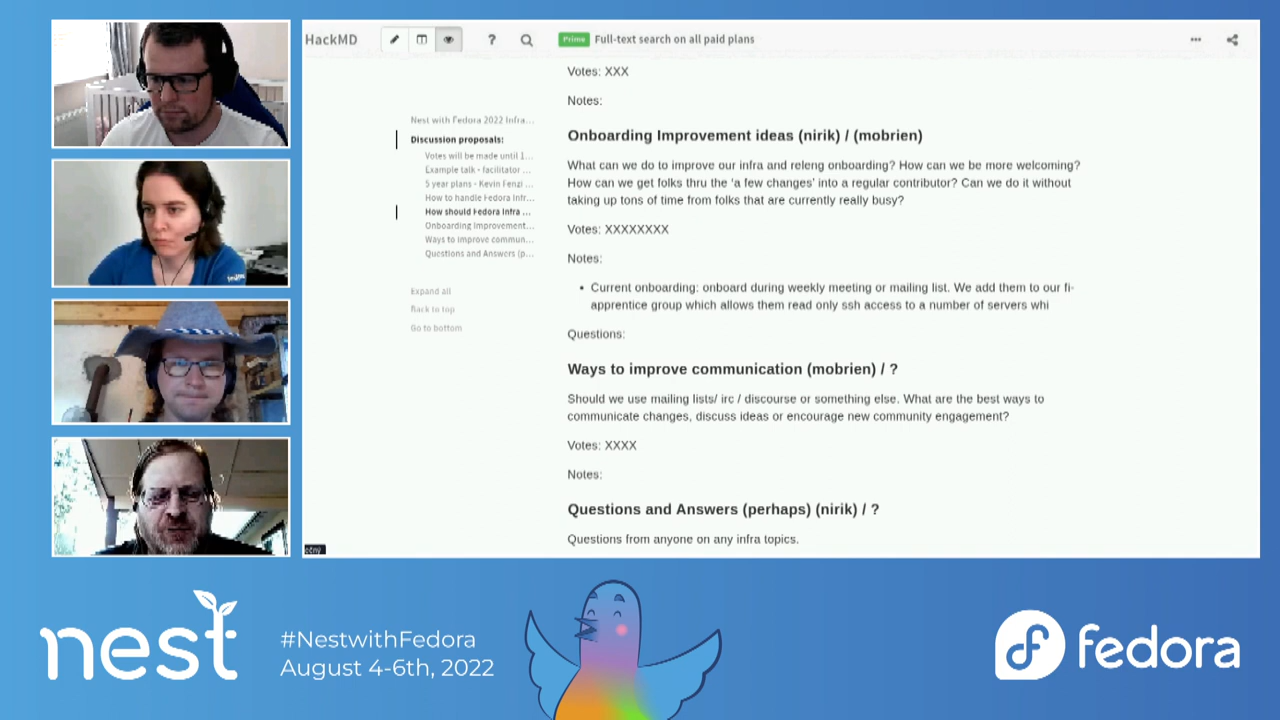 HackMD
Prime Full-text search on all paid plans
Votes: XXX
Notes:
Nest with Fedora 2022 Infra...
Discussion proposals:
Votes will be made until 1...
Example talk - facilitator ...
5 year plans - Kevin Fenzi ...
How to handle Fedora Infr...
How should Fedora Infra ...
Onboarding Improvement...
Ways to improve commun...
Questions and Answers (p...
Expand all
Back to top
Go to bottom
Onboarding Improvement ideas (nirik) / (mobrien)
What can we do to improve our infra and releng onboarding? How can we be more welcoming?
How can we get folks thru the ‘a few changes’ into a regular contributor? Can we do it without
taking up tons of time from folks that are currently really busy?
Votes: XXXXXXXX
Notes:
• Current onboarding: onboard during weekly meeting or mailing list. We add them to our fi-
apprentice group which allows them read only ssh access to a number of servers whi
Questions:
Ways to improve communication (mobrien) / ?
Should we use mailing lists/ irc / discourse or something else. What are the best ways to
communicate changes, discuss ideas or encourage new community engagement?
Votes: XXXX
Notes:
Questions and Answers (perhaps) (nirik) / ?
Questions from anyone on any infra topics.
nest
#NestwithFedora
August 4-6th, 2022
fedora